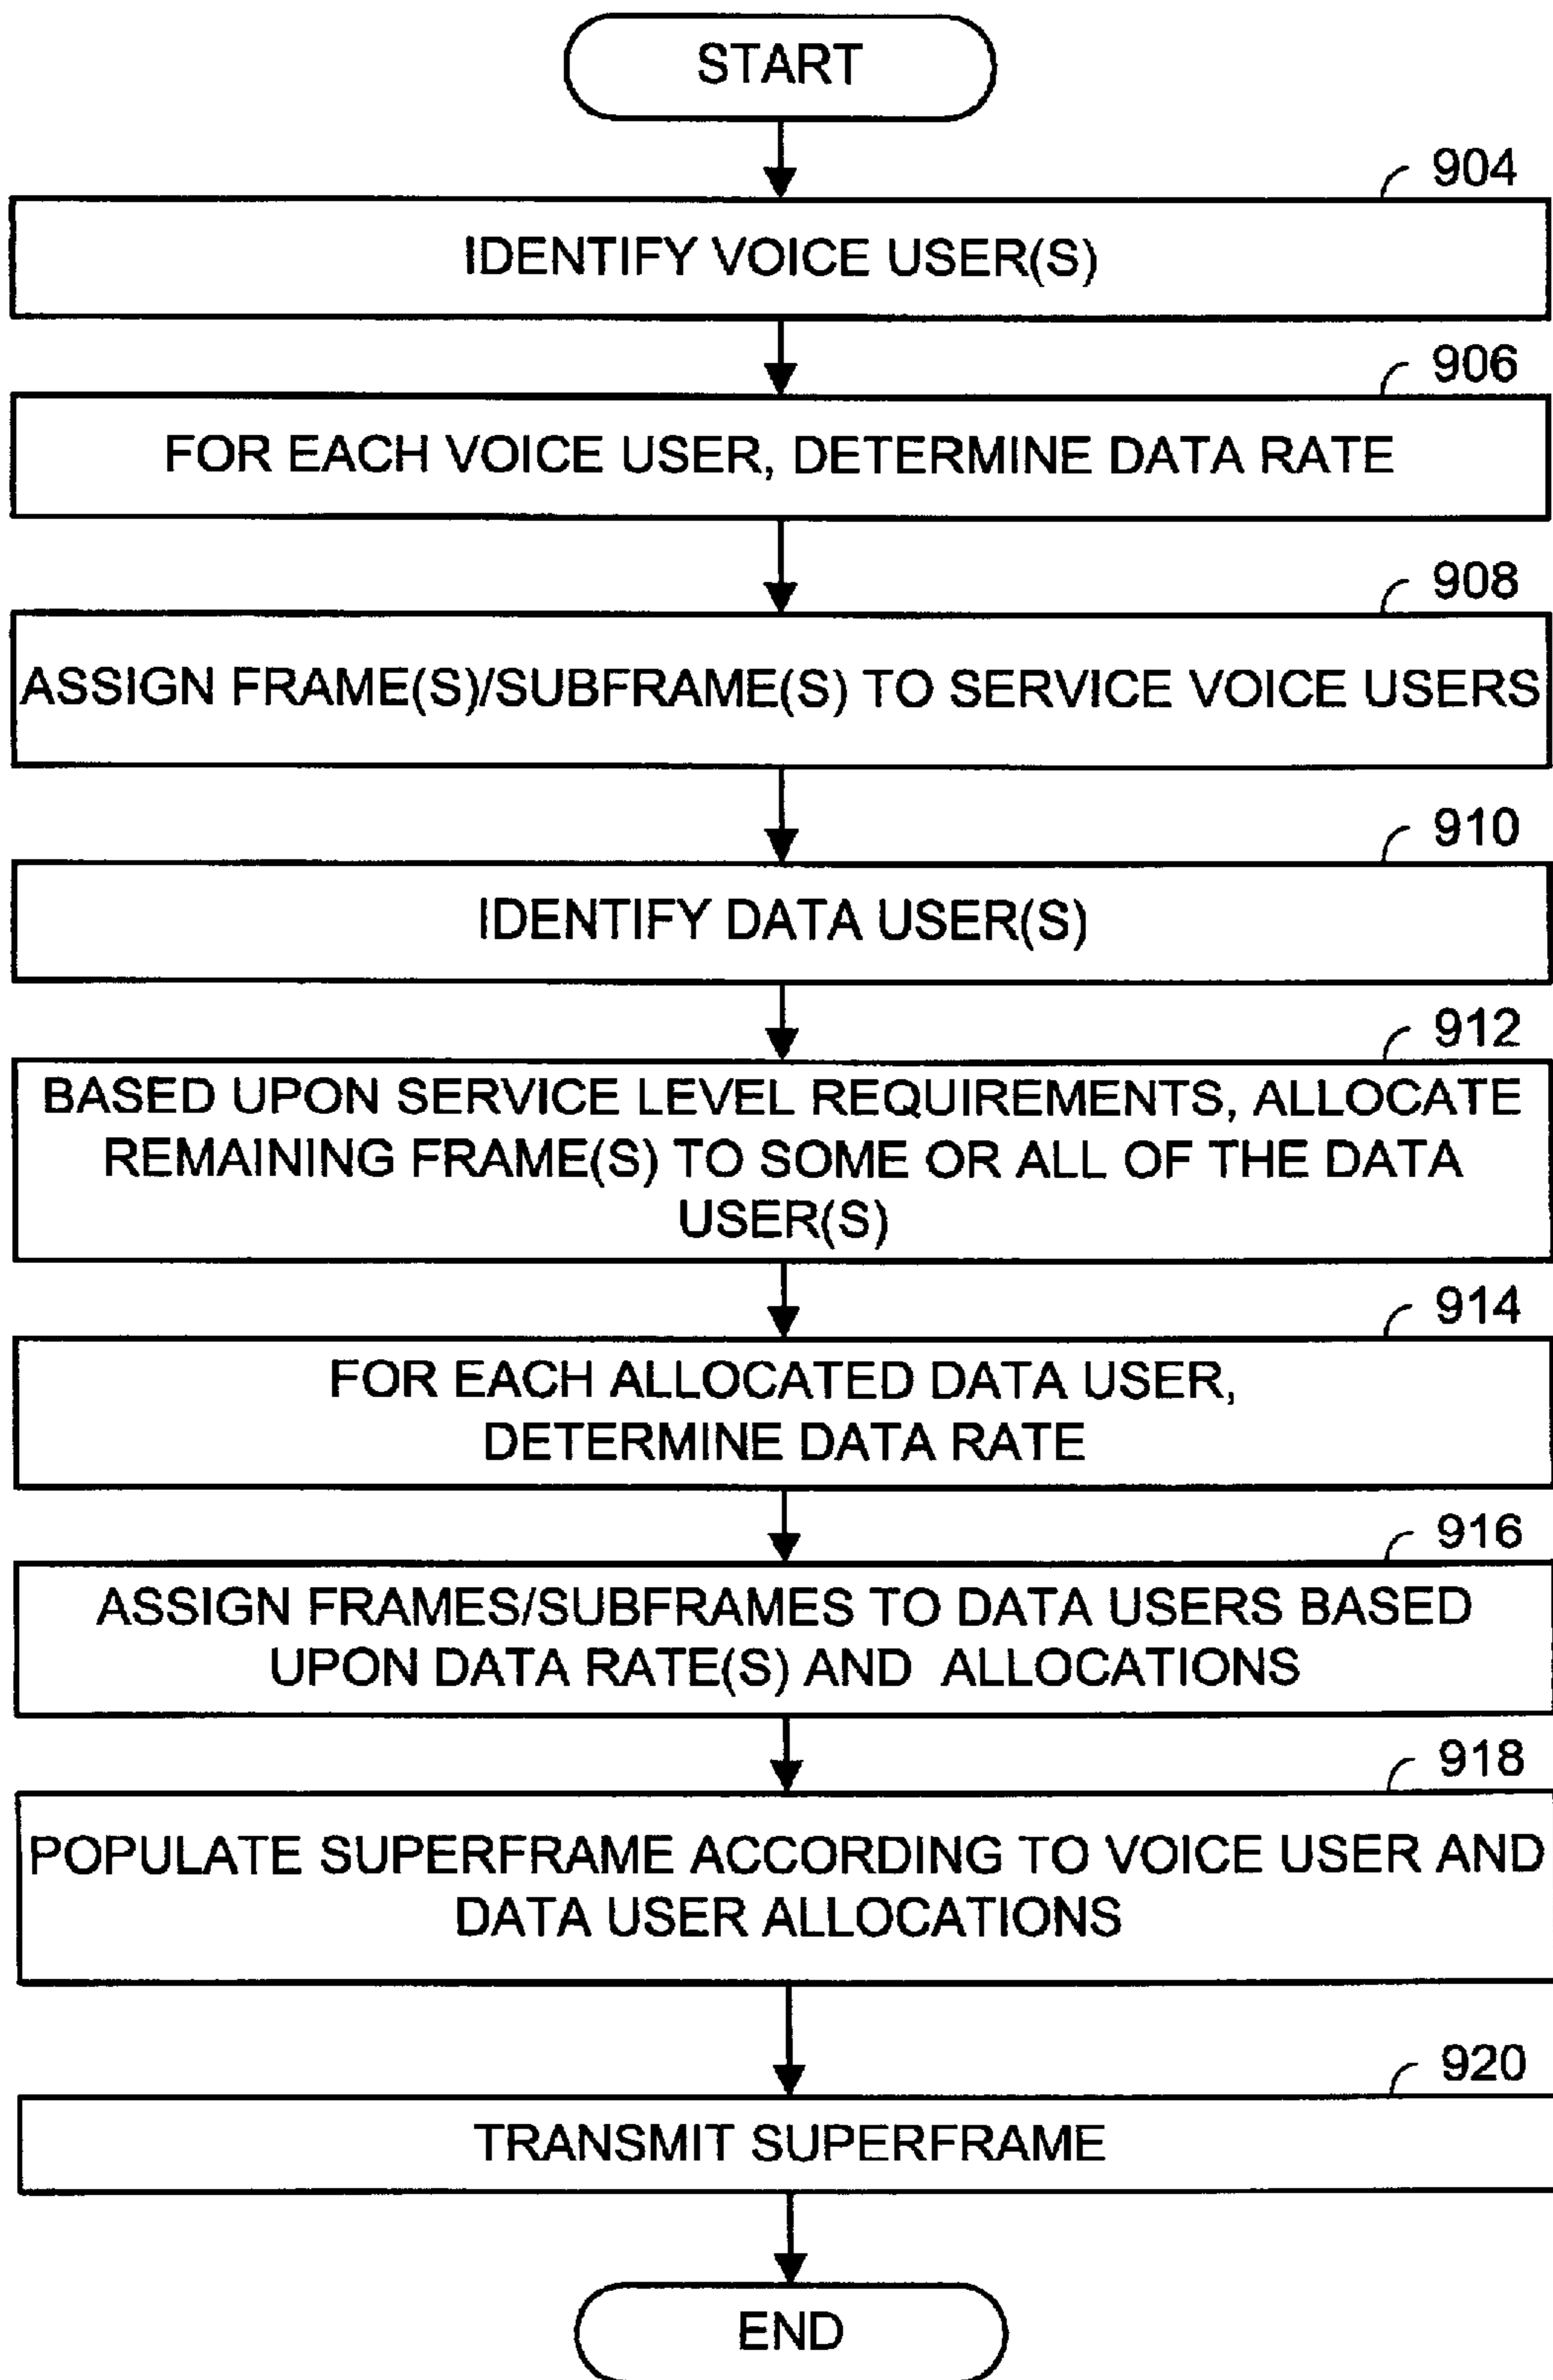 START
904
IDENTIFY VOICE USER(S)
906
FOR EACH VOICE USER, DETERMINE DATA RATE
908
ASSIGN FRAME(S)/SUBFRAME(S) TO SERVICE VOICE USERS
910
IDENTIFY DATA USER(S)
912
BASED UPON SERVICE LEVEL REQUIREMENTS, ALLOCATE
REMAINING FRAME(S) TO SOME OR ALL OF THE DATA
USER(S)
914
FOR EACH ALLOCATED DATA USER,
DETERMINE DATA RATE
916
ASSIGN FRAMES/SUBFRAMES TO DATA USERS BASED
UPON DATA RATE(S) AND ALLOCATIONS
918
POPULATE SUPERFRAME ACCORDING TO VOICE USER AND
DATA USER ALLOCATIONS
920
TRANSMIT SUPERFRAME
END